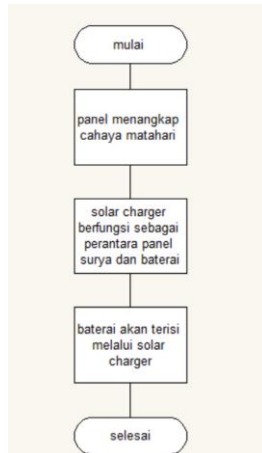 mulai
panel menangkap
cahaya matahari
solar charger
berfungsi sebagai
perantara panel
surya dan baterai
baterai akan terisi
melalui solar
charger
selesai